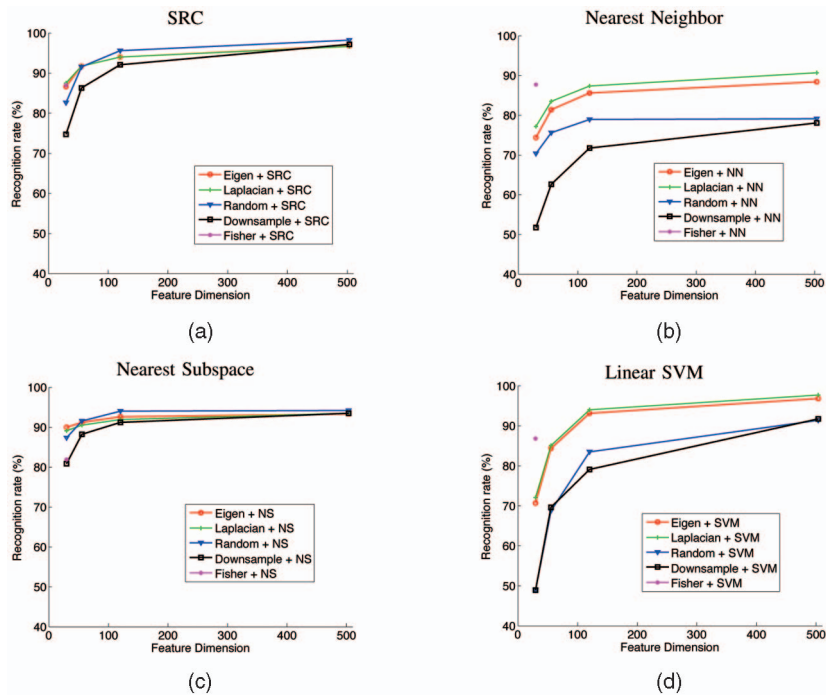 SRC
100
90
80
70
60
50
40
0
100
200
300
400
500
Recognition rate (%)
Feature Dimension
Eigen + SRC
Laplacian + SRC
Random + SRC
Downsample + SRC
Fisher + SRC
(a)
Nearest Neighbor
100
90
80
70
60
50
40
0
100
200
300
400
500
Recognition rate (%)
Feature Dimension
Eigen + NN
Laplacian + NN
Random + NN
Downsample + NN
Fisher + NN
(b)
Nearest Subspace
100
90
80
70
60
50
40
0
100
200
300
400
500
Recognition rate (%)
Feature Dimension
Eigen + NS
Laplacian + NS
Random + NS
Downsample + NS
Fisher + NS
(c)
Linear SVM
100
90
80
70
60
50
40
0
100
200
300
400
500
Recognition rate (%)
Feature Dimension
Eigen + SVM
Laplacian + SVM
Random + SVM
Downsample + SVM
Fisher + SVM
(d)